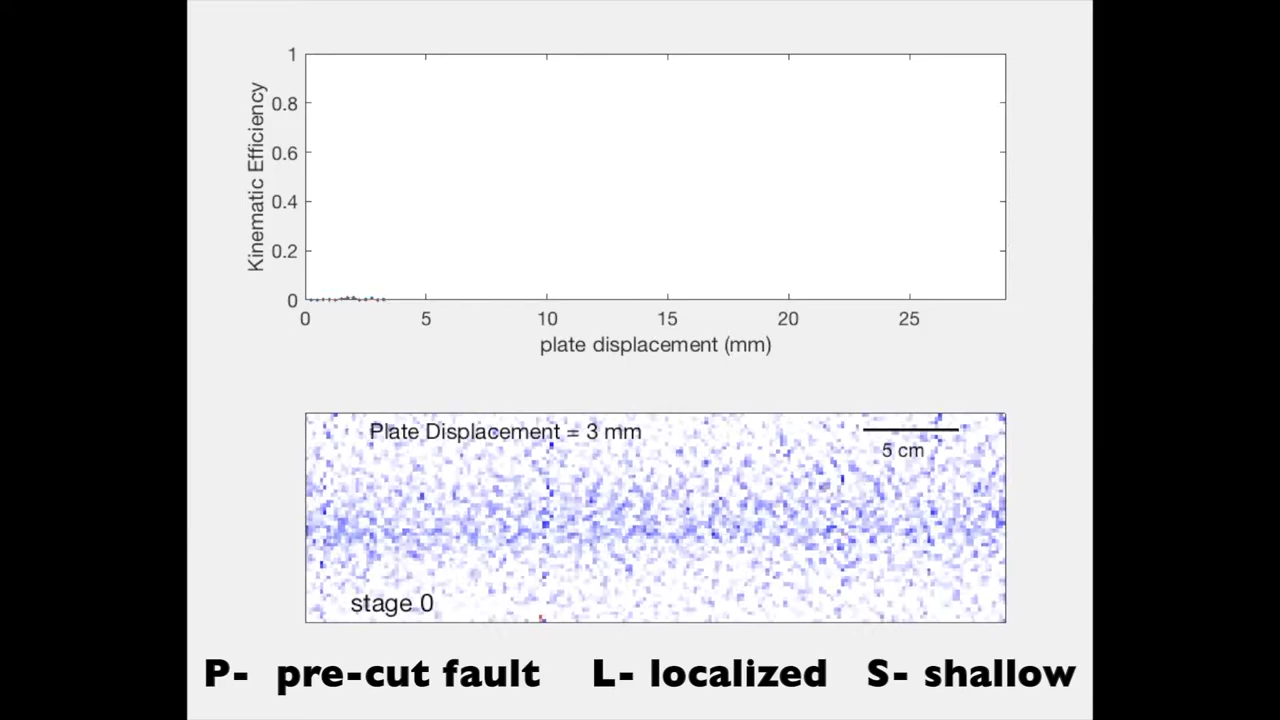 1
0.8
0.6
0.4
0.2
0
Kinematic Efficiency
0 5 10 15 20 25
plate displacement (mm)
Plate Displacement = 3 mm
5 cm
stage 0
P- pre-cut fault L- localized S- shallow